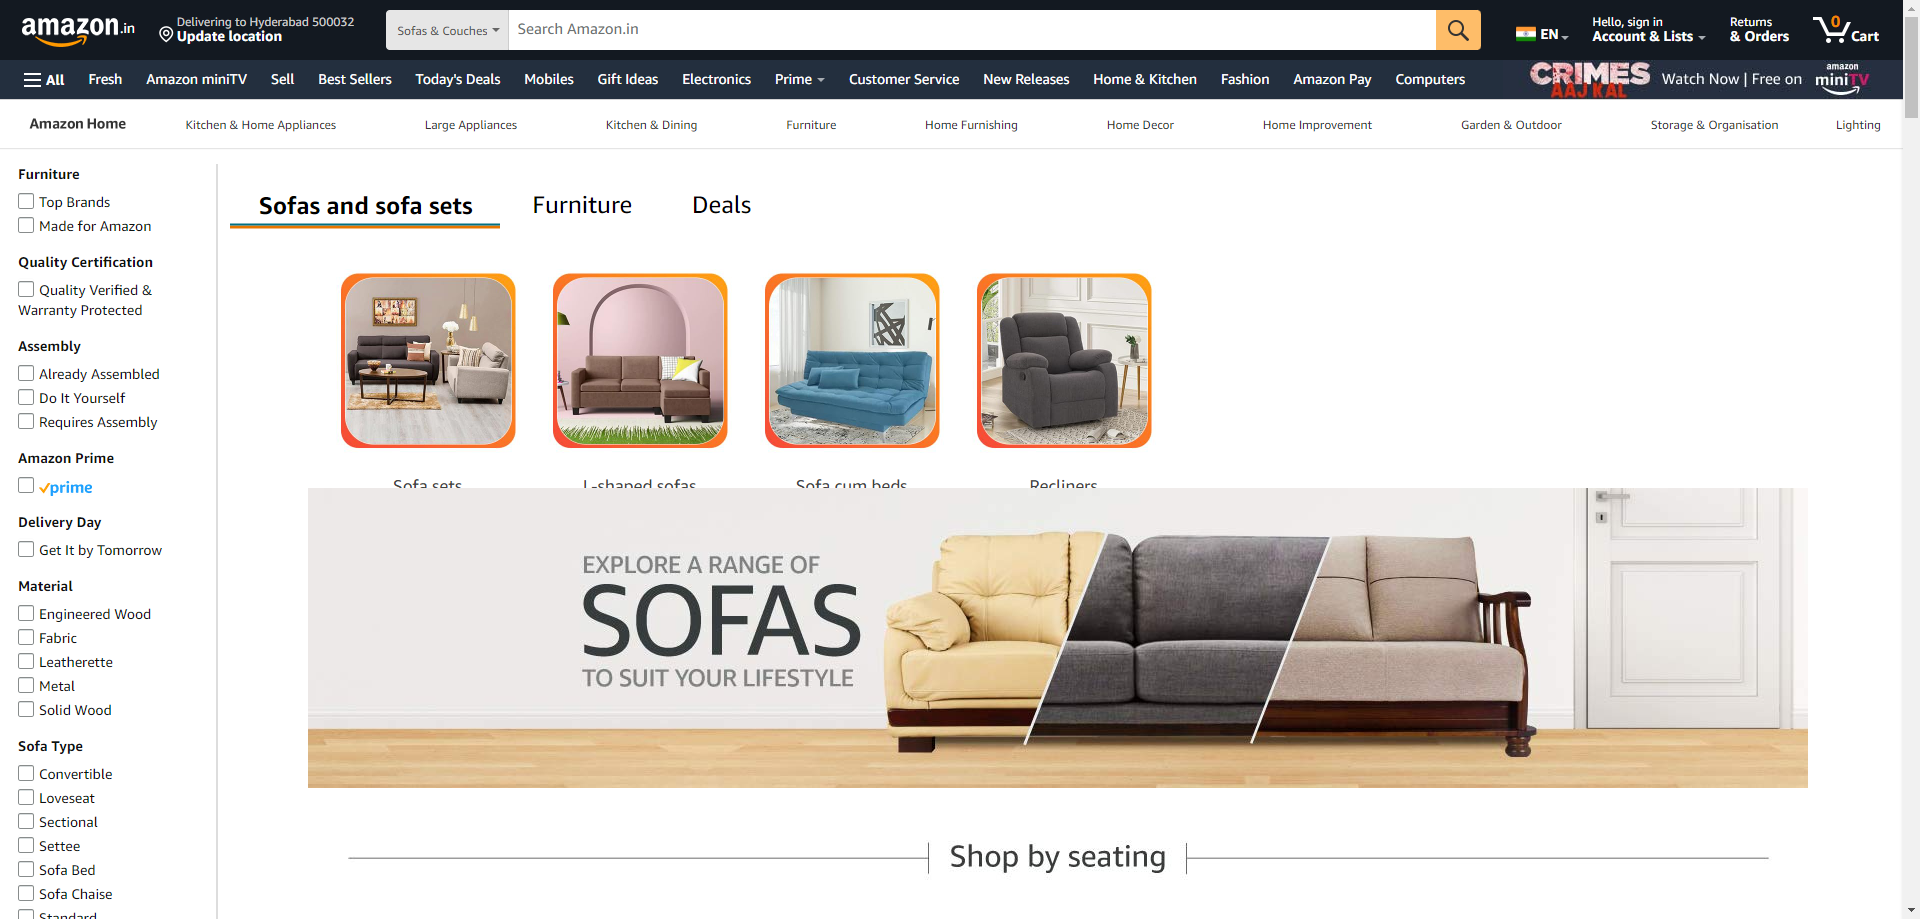 amazon.in
Delivering to Hyderabad 500032
Update location
Sofas & Couches
Search Amazon.in
EN
Hello, sign in
Account & Lists
Returns
& Orders
0
Cart
All
Fresh
Amazon miniTV
Sell
Best Sellers
Today's Deals
Mobiles
Gift Ideas
Electronics
Prime
Customer Service
New Releases
Home & Kitchen
Fashion
Amazon Pay
Computers
CRIMES
AAJ KAL
Watch Now | Free on
amazon
miniTV
Amazon Home
Kitchen & Home Appliances
Large Appliances
Kitchen & Dining
Furniture
Home Furnishing
Home Decor
Home Improvement
Garden & Outdoor
Storage & Organisation
Lighting
Furniture
Top Brands
Made for Amazon
Quality Certification
Quality Verified &
Warranty Protected
Assembly
Already Assembled
Do It Yourself
Requires Assembly
Amazon Prime
prime
Delivery Day
Get It by Tomorrow
Material
Engineered Wood
Fabric
Leatherette
Metal
Solid Wood
Sofa Type
Convertible
Loveseat
Sectional
Settee
Sofa Bed
Sofa Chaise
Standard
Sofas and sofa sets
Furniture
Deals
Sofa sets
L-shaped sofas
Sofa cum beds
Recliners
EXPLORE A RANGE OF
SOFAS
TO SUIT YOUR LIFESTYLE
Shop by seating